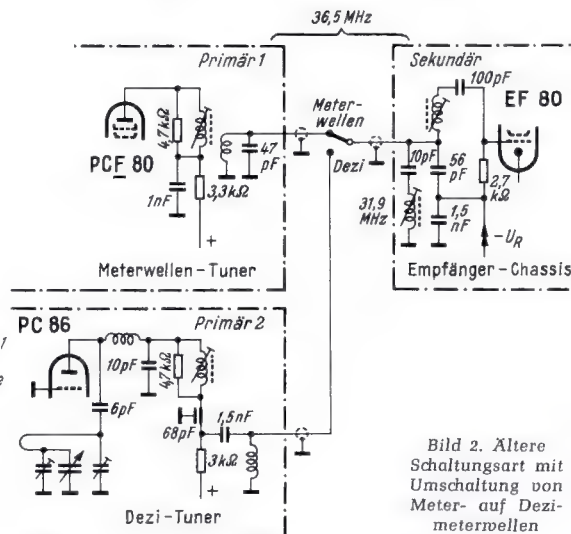 36,5 MHz
Primär 1
Sekundär
100pF
EF 80
4,7kΩ
Meter-
wellen
PCF 80
47
pF
Dezi
10pF
56
pF
2,7
kΩ
1nF
3,3kΩ
31,9
MHz
1,5
nF
-UR
+
Meterwellen-Tuner
Empfänger-Chassis
PC 86
Primär 2
1
10pF
4,7kΩ
e
6pF
1,5nF
68pF
3kΩ
+
Dezi-Tuner
Bild 2. Ältere
Schaltungsart mit
Umschaltung von
Meter- auf Dezi-
meterwellen